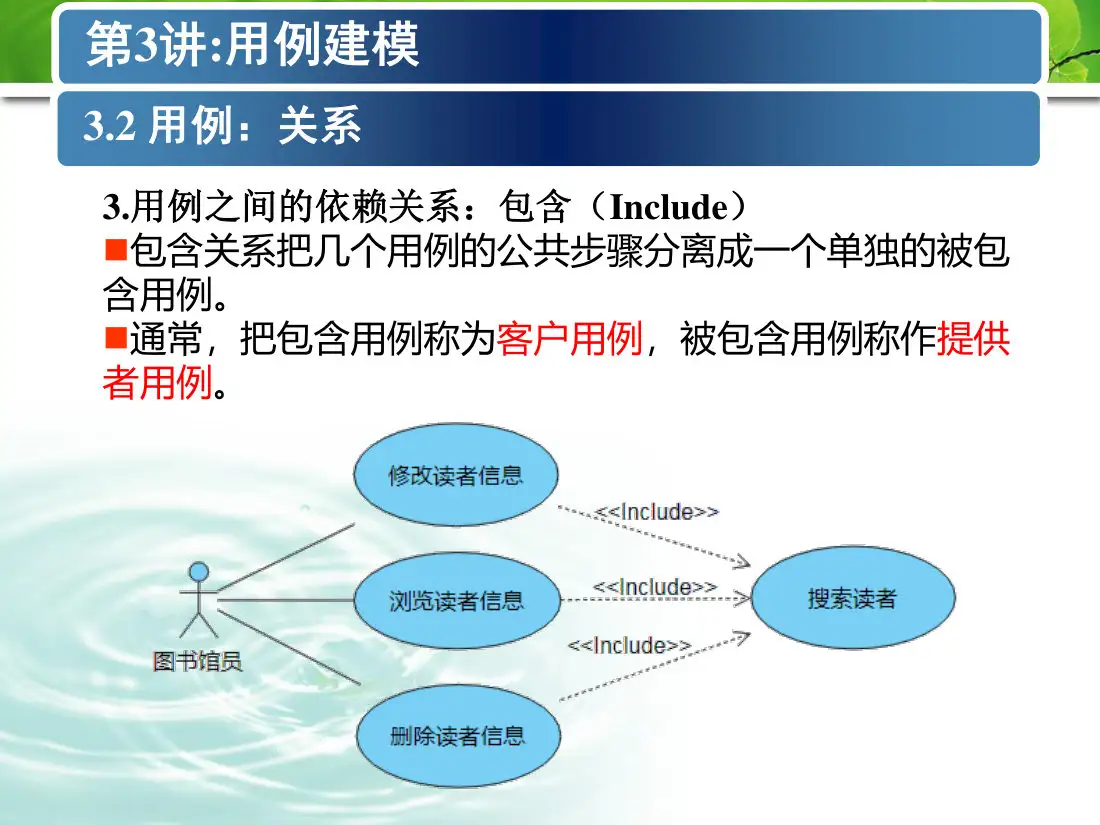 第3讲:用例建模
3.2 用例：关系
3.用例之间的依赖关系：包含（Include）
■包含关系把几个用例的公共步骤分离成一个单独的被包
含用例。
■通常，把包含用例称为客户用例，被包含用例称作提供
者用例。
修改读者信息
<<Include>>
浏览读者信息
<<Include>>
搜索读者
<<Include>>
图书馆员
删除读者信息